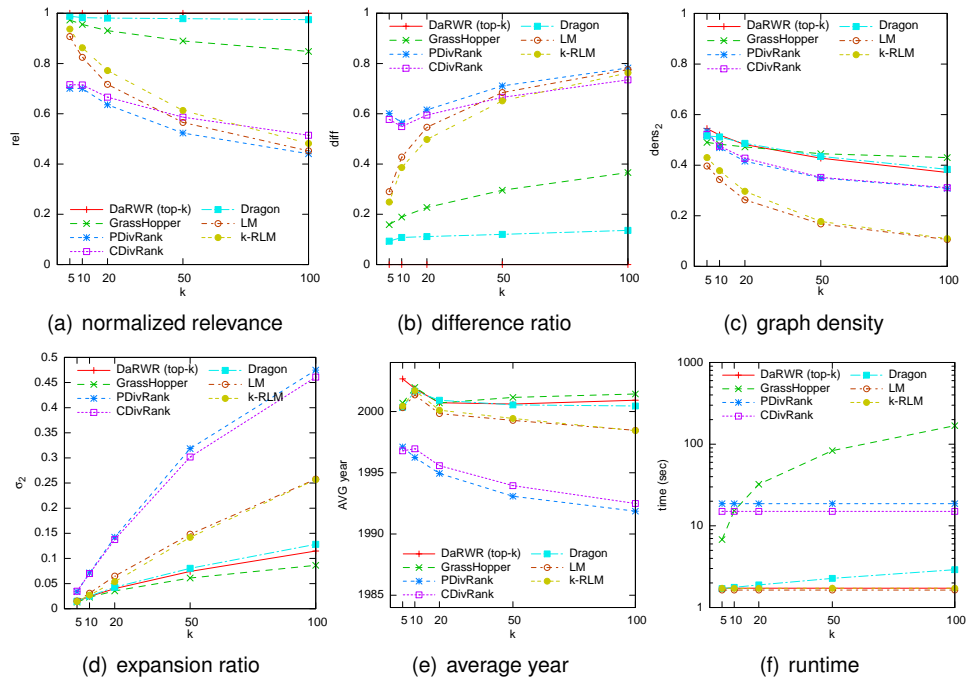 1
0.8
0.6
0.4
0.2
0
rel
DaRWR (top-k)
GrassHopper
PDivRank
CDivRank
Dragon
LM
k-RLM
5 10 20 50 100
k
(a) normalized relevance
1
0.8
0.6
0.4
0.2
0
diff
DaRWR (top-k)
GrassHopper
PDivRank
CDivRank
Dragon
LM
k-RLM
5 10 20 50 100
k
(b) difference ratio
1
0.8
0.6
0.4
0.2
0
dens2
DaRWR (top-k)
GrassHopper
PDivRank
CDivRank
Dragon
LM
k-RLM
5 10 20 50 100
k
(c) graph density
0.5
0.45
0.4
0.35
0.3
0.25
0.2
0.15
0.1
0.05
0
σ2
DaRWR (top-k)
GrassHopper
PDivRank
CDivRank
Dragon
LM
k-RLM
5 10 20 50 100
k
(d) expansion ratio
2000
1995
1990
1985
AVG year
DaRWR (top-k)
GrassHopper
PDivRank
CDivRank
Dragon
LM
k-RLM
5 10 20 50 100
k
(e) average year
1000
100
10
1
time (sec)
DaRWR (top-k)
GrassHopper
PDivRank
CDivRank
Dragon
LM
k-RLM
5 10 20 50 100
k
(f) runtime